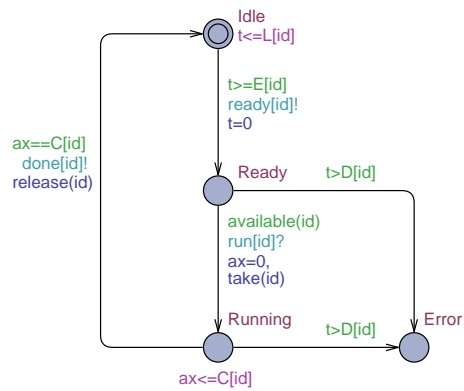 Idle
t<=L[id]
t>=E[id]
ready[id]!
t=0
ax==C[id]
done[id]!
release(id)
Ready
t>D[id]
available(id)
run[id]?
ax=0,
take(id)
Running
t>D[id]
Error
ax<=C[id]